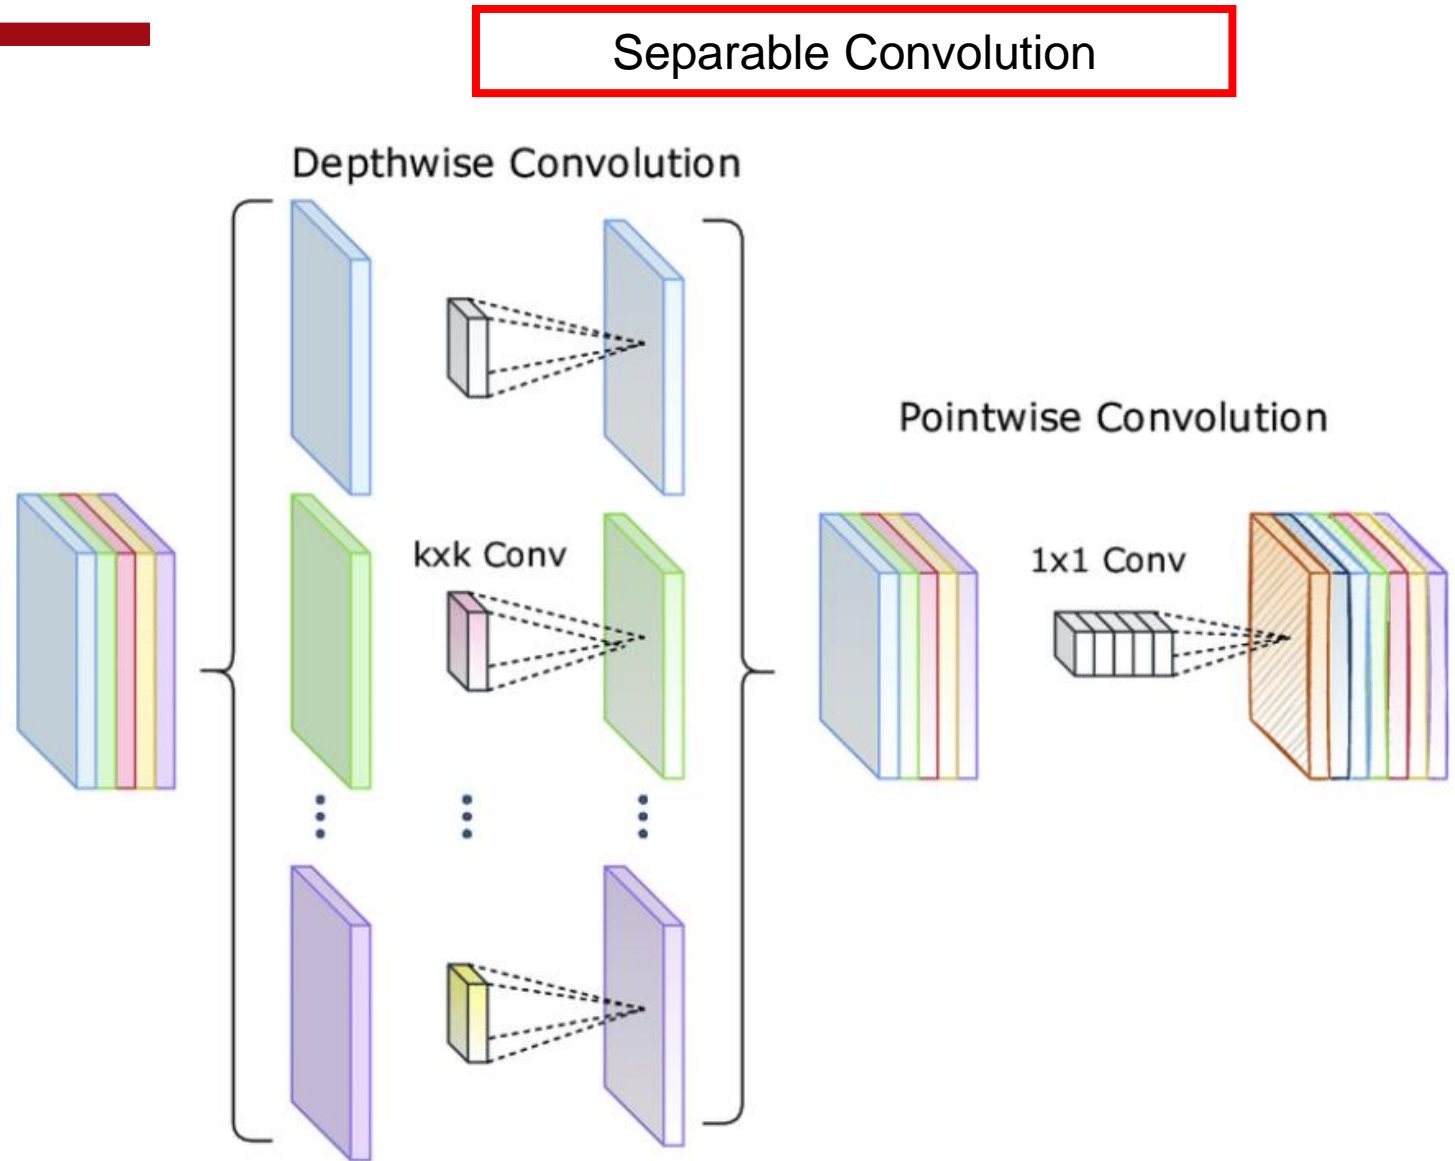 Separable Convolution
Depthwise Convolution
Pointwise Convolution
kxk Conv
1x1 Conv